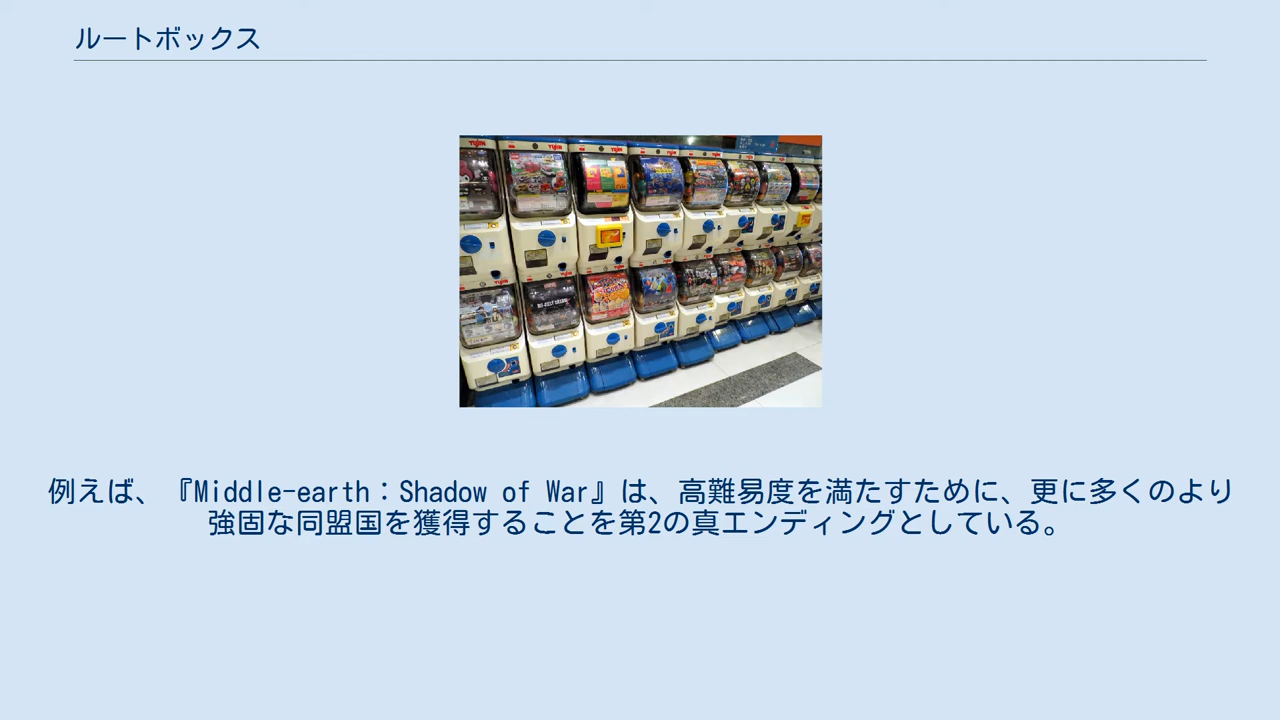 ルートボックス
例えば、『Middle-earth：Shadow of War』は、高難易度を満たすために、更に多くのより
強固な同盟国を獲得することを第2の真エンディングとしている。